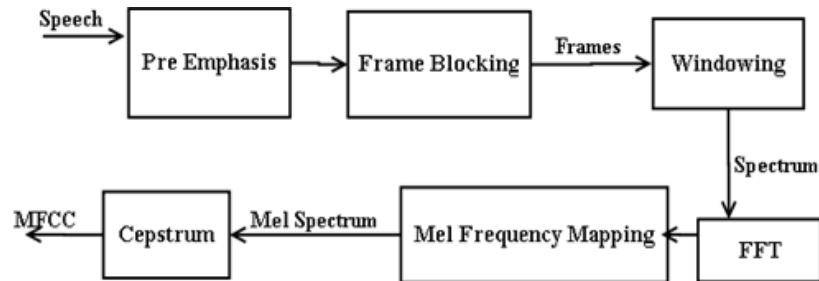 Speech
Pre Emphasis
Frame Blocking
Frames
Windowing
Spectrum
FFT
Mel Frequency Mapping
Mel Spectrum
Cepstrum
MFCC